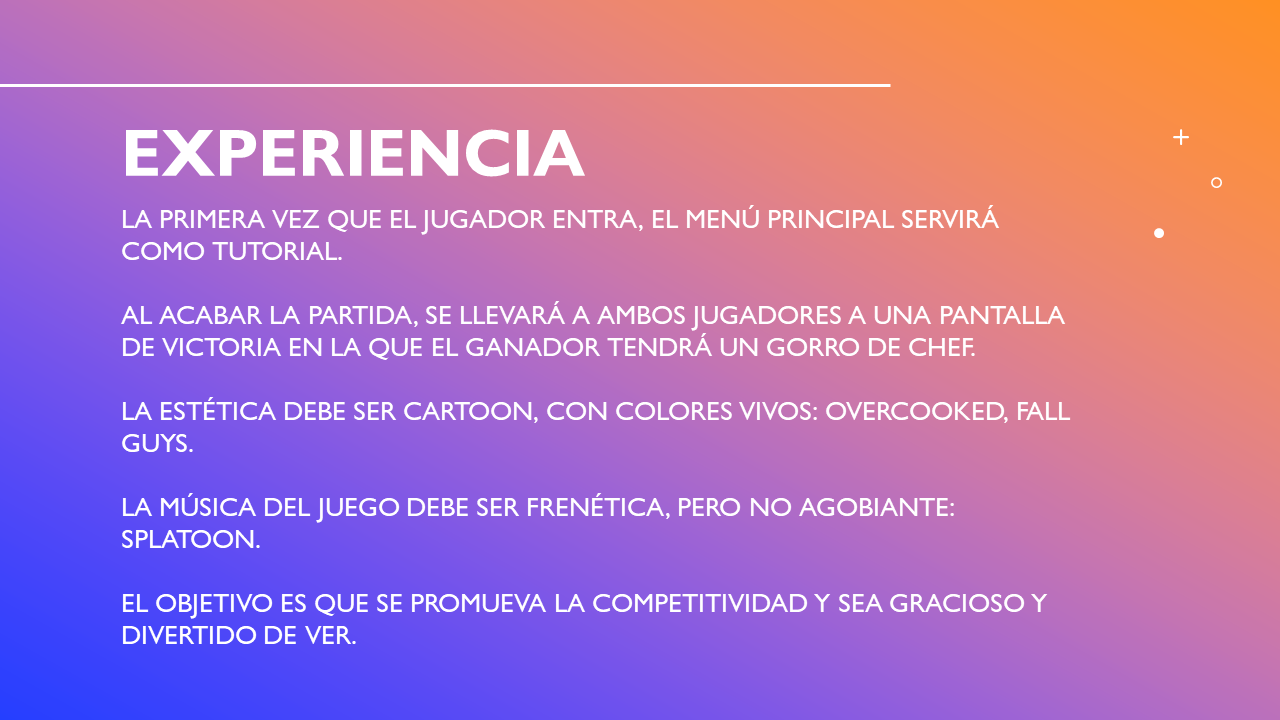 EXPERIENCIA
LA PRIMERA VEZ QUE EL JUGADOR ENTRA, EL MENÚ PRINCIPAL SERVIRÁ
COMO TUTORIAL.
AL ACABAR LA PARTIDA, SE LLEVARÁ A AMBOS JUGADORES A UNA PANTALLA
DE VICTORIA EN LA QUE EL GANADOR TENDRÁ UN GORRO DE CHEF.
LA ESTÉTICA DEBE SER CARTOON, CON COLORES VIVOS: OVERCOOKED, FALL
GUYS.
LA MÚSICA DEL JUEGO DEBE SER FRENÉTICA, PERO NO AGOBIANTE:
SPLATOON.
EL OBJETIVO ES QUE SE PROMUEVA LA COMPETITIVIDAD Y SEA GRACIOSO Y
DIVERTIDO DE VER.